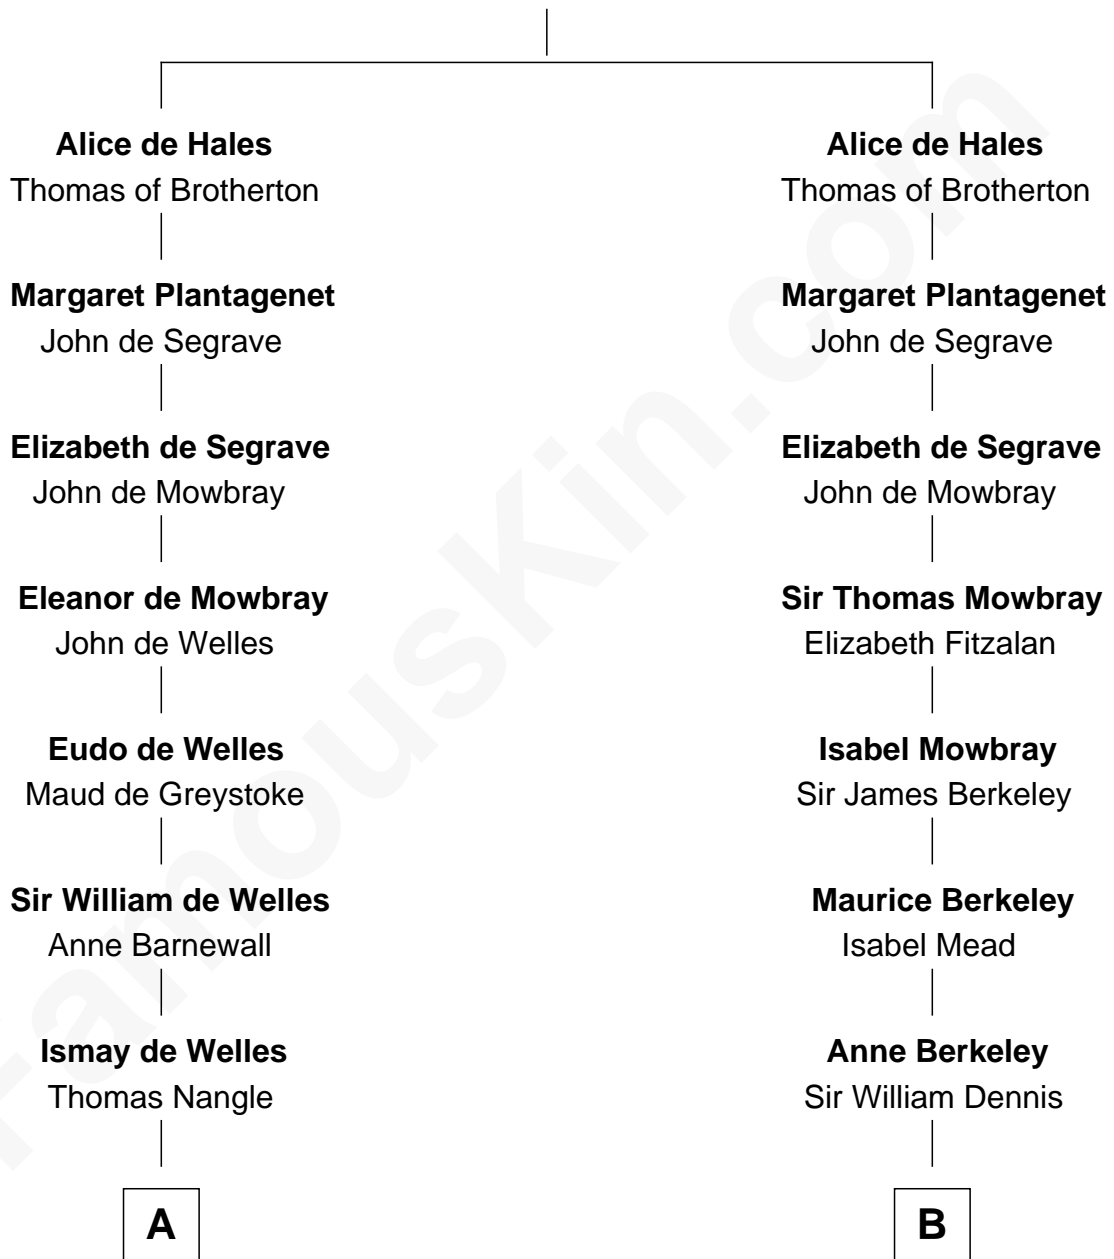 Alice de Hales
Thomas of Brotherton
Margaret Plantagenet
John de Segrave
Elizabeth de Segrave
John de Mowbray
Eleanor de Mowbray
John de Welles
Eudo de Welles
Maud de Greystoke
Sir William de Welles
Anne Barnewall
Ismay de Welles
Thomas Nangle
A
Alice de Hales
Thomas of Brotherton
Margaret Plantagenet
John de Segrave
Elizabeth de Segrave
John de Mowbray
Sir Thomas Mowbray
Elizabeth Fitzalan
Isabel Mowbray
Sir James Berkeley
Maurice Berkeley
Isabel Mead
Anne Berkeley
Sir William Dennis
B
FamousKin.com